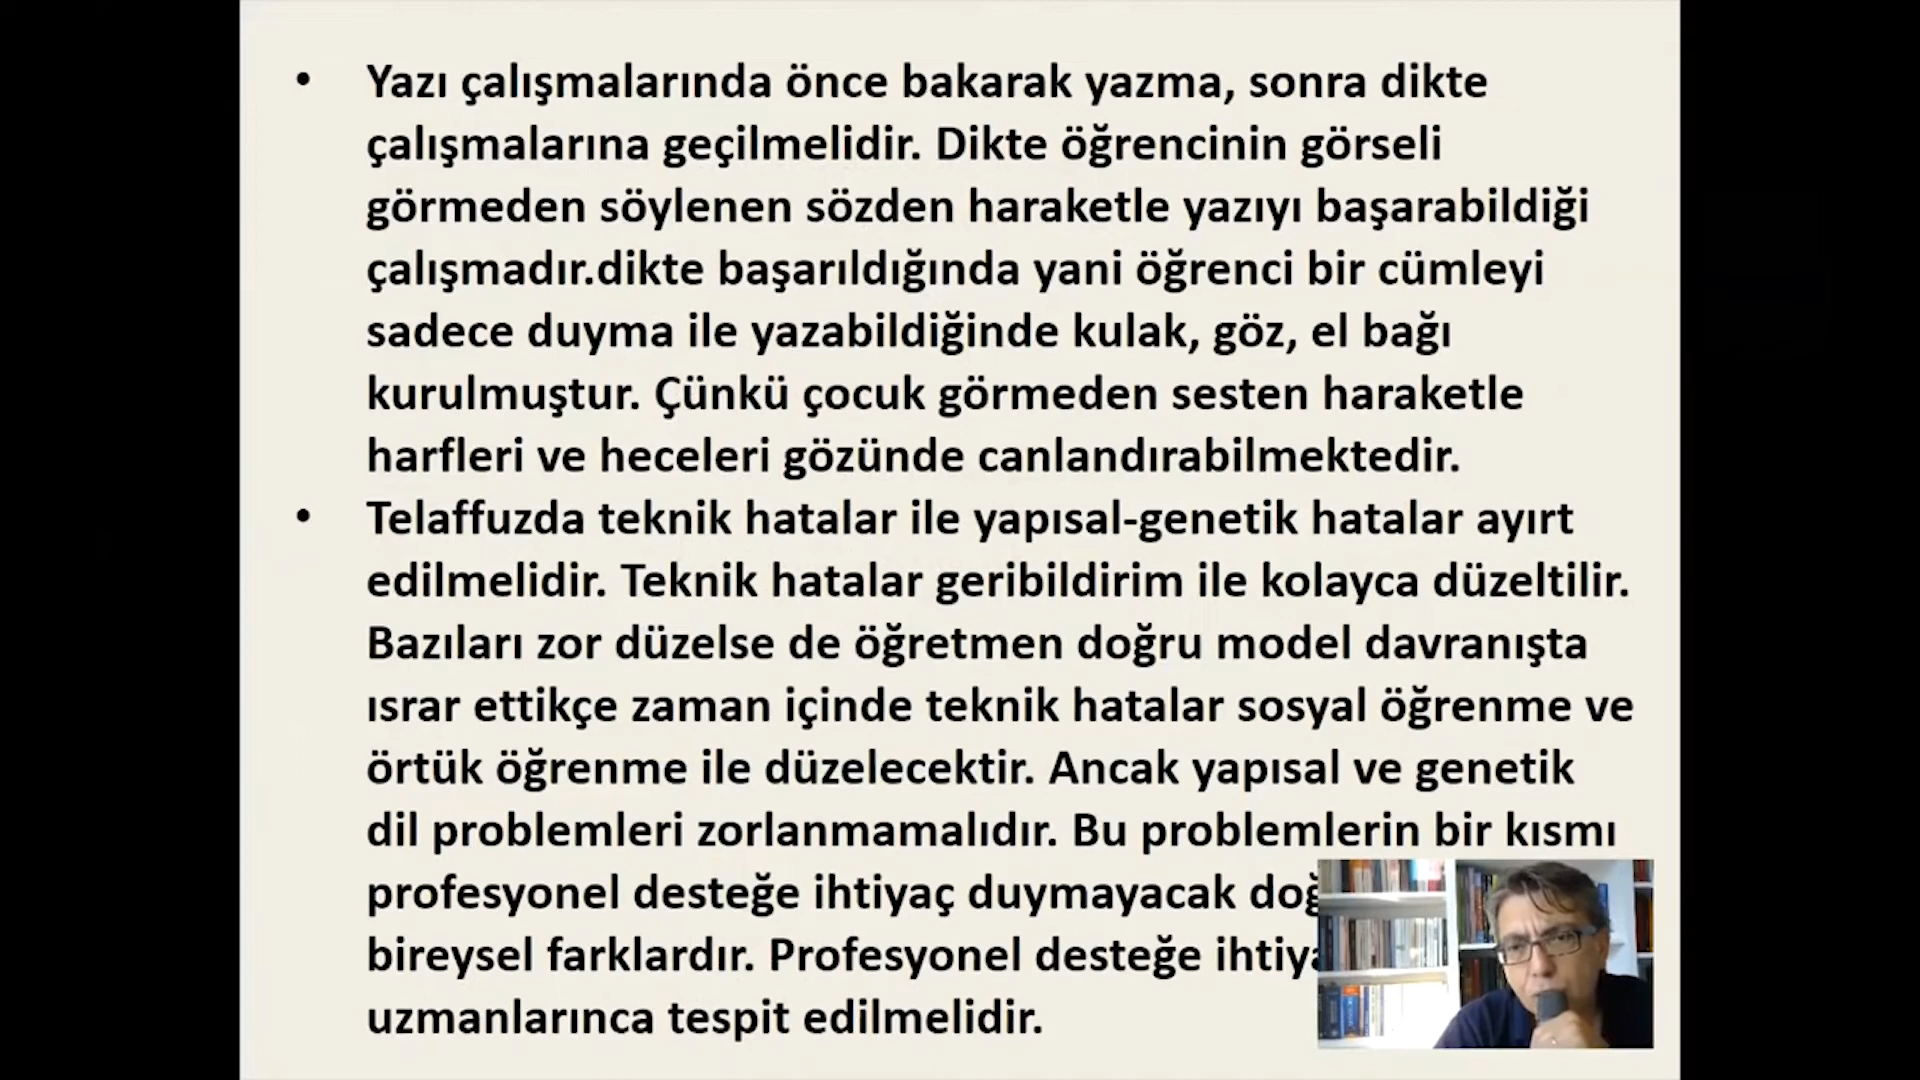 • Yazı çalışmalarında önce bakarak yazma, sonra dikte
çalışmalarına geçilmelidir. Dikte öğrencinin görseli
görmeden söylenen sözden haraketle yazıyı başarabildiği
çalışmadır.dikte başarıldığında yani öğrenci bir cümleyi
sadece duyma ile yazabildiğinde kulak, göz, el bağı
kurulmuştur. Çünkü çocuk görmeden sesten haraketle
harfleri ve heceleri gözünde canlandırabilmektedir.
• Telaffuzda teknik hatalar ile yapısal-genetik hatalar ayırt
edilmelidir. Teknik hatalar geribildirim ile kolayca düzeltilir.
Bazıları zor düzelse de öğretmen doğru model davranışta
ısrar ettikçe zaman içinde teknik hatalar sosyal öğrenme ve
örtük öğrenme ile düzelecektir. Ancak yapısal ve genetik
dil problemleri zorlanmamalıdır. Bu problemlerin bir kısmı
profesyonel desteğe ihtiyaç duymayacak
bireysel farklardır. Profesyonel desteğe
uzmanlarınca tespit edilmelidir.